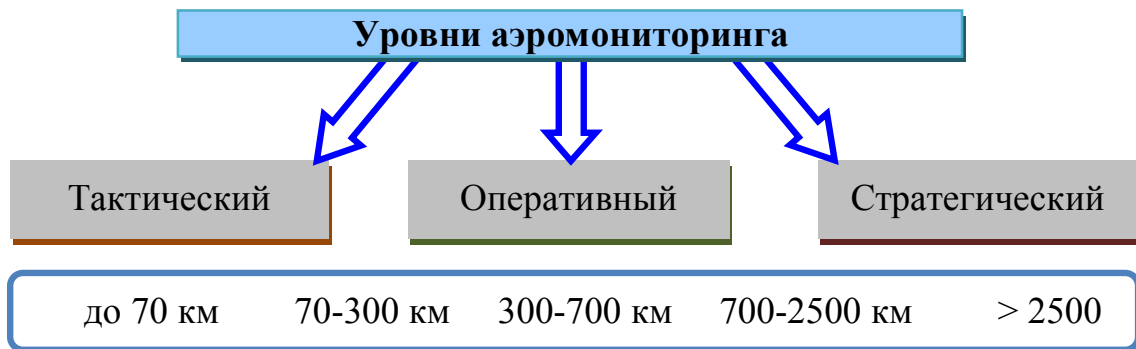 Уровни аэромониторинга
Тактический Оперативный Стратегический
до 70 км 70-300 км 300-700 км 700-2500 км > 2500